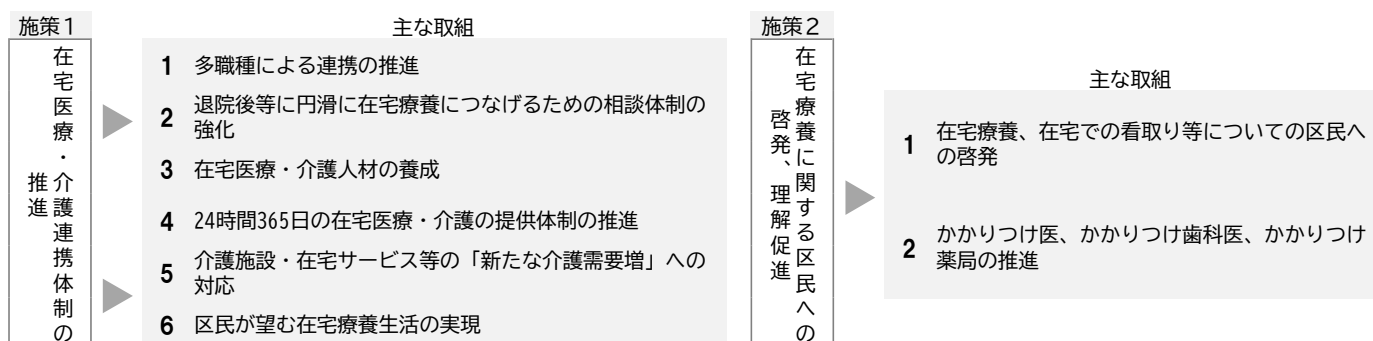 施策1
在宅医療・介護連携体制の
推進
主な取組
1 多職種による連携の推進
2 退院後等に円滑に在宅療養につなげるための相談体制の
強化
3 在宅医療・介護人材の養成
4 24時間365日の在宅医療・介護の提供体制の推進
5 介護施設・在宅サービス等の「新たな介護需要増」への
対応
6 区民が望む在宅療養生活の実現
施策2
在宅療養に関する区民への
啓発、理解促進
主な取組
1 在宅療養、在宅での看取り等についての区民へ
の啓発
2 かかりつけ医、かかりつけ歯科医、かかりつけ
薬局の推進